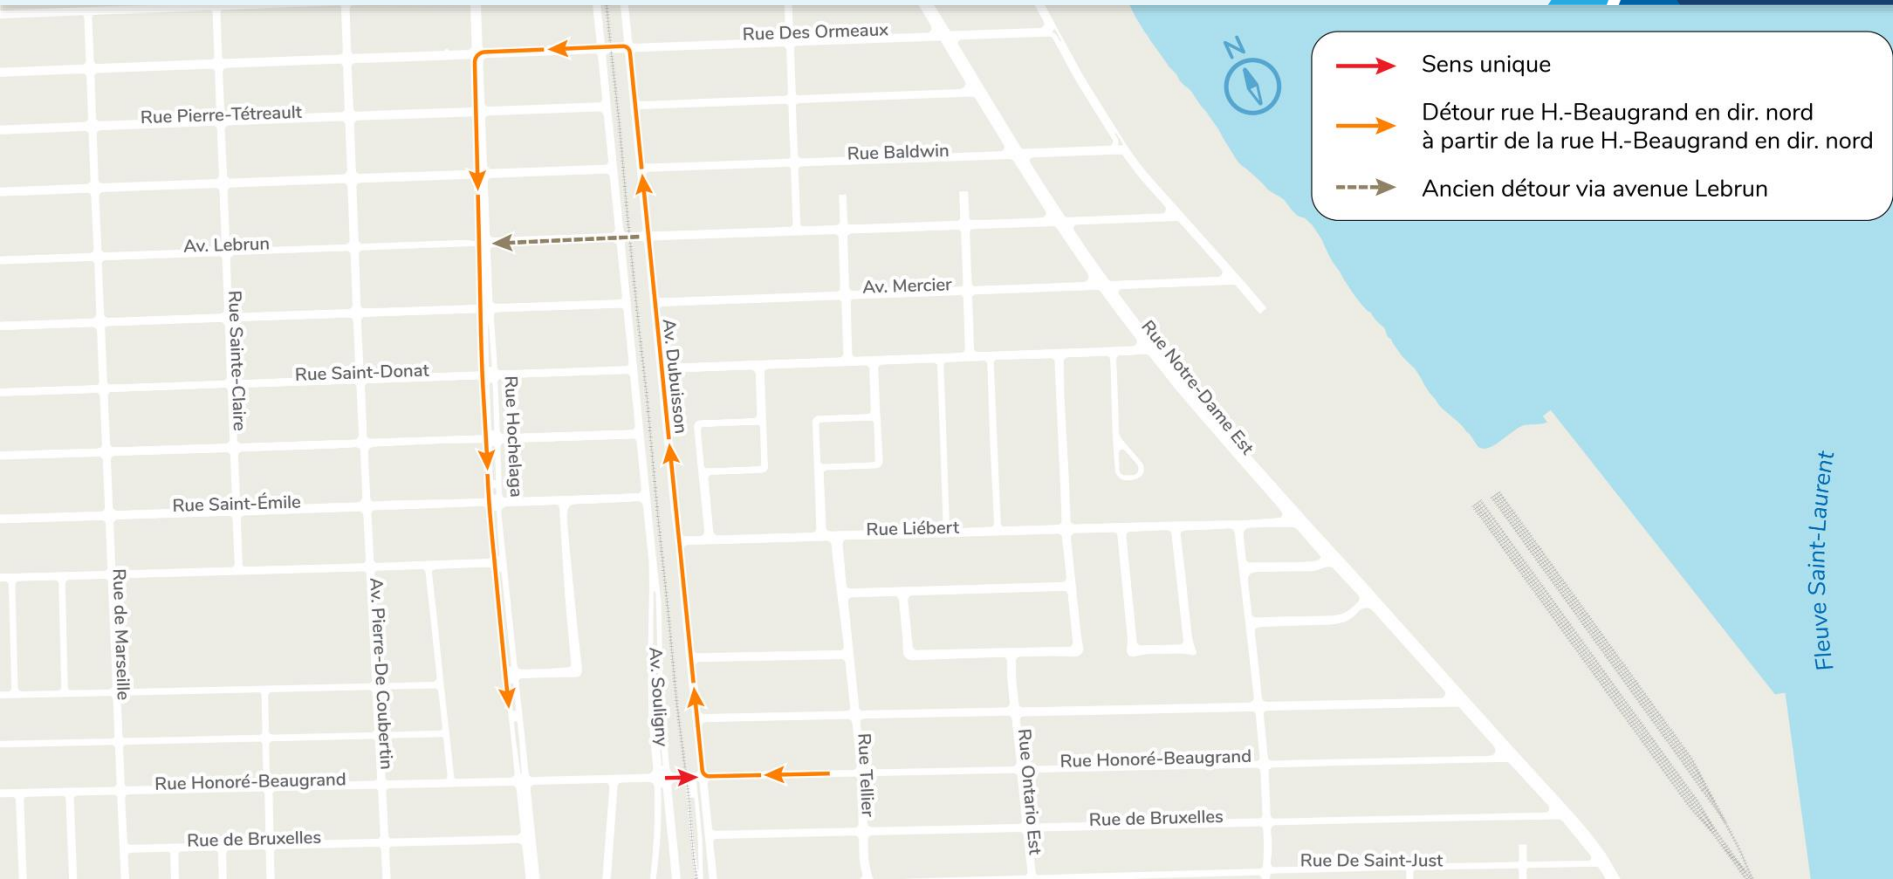 Rue Des Ormeaux
N
Sens unique
Détour rue H.-Beaugrand en dir. nord
à partir de la rue H.-Beaugrand en dir. nord
Ancien détour via avenue Lebrun
Rue Pierre-Tétreault
Rue Baldwin
Av. Lebrun
Av. Mercier
Rue Sainte-Claire
Rue Saint-Donat
Rue Hochelaga
Av. Dubuisson
Rue Notre-Dame Est
Rue Saint-Émile
Rue Liébert
Fleuve Saint-Laurent
Rue de Marseille
Av. Pierre-De Coubertin
Av. Souligny
Rue Tellier
Rue Ontario Est
Rue Honoré-Beaugrand
Rue Honoré-Beaugrand
Rue de Bruxelles
Rue de Bruxelles
Rue De Saint-Just